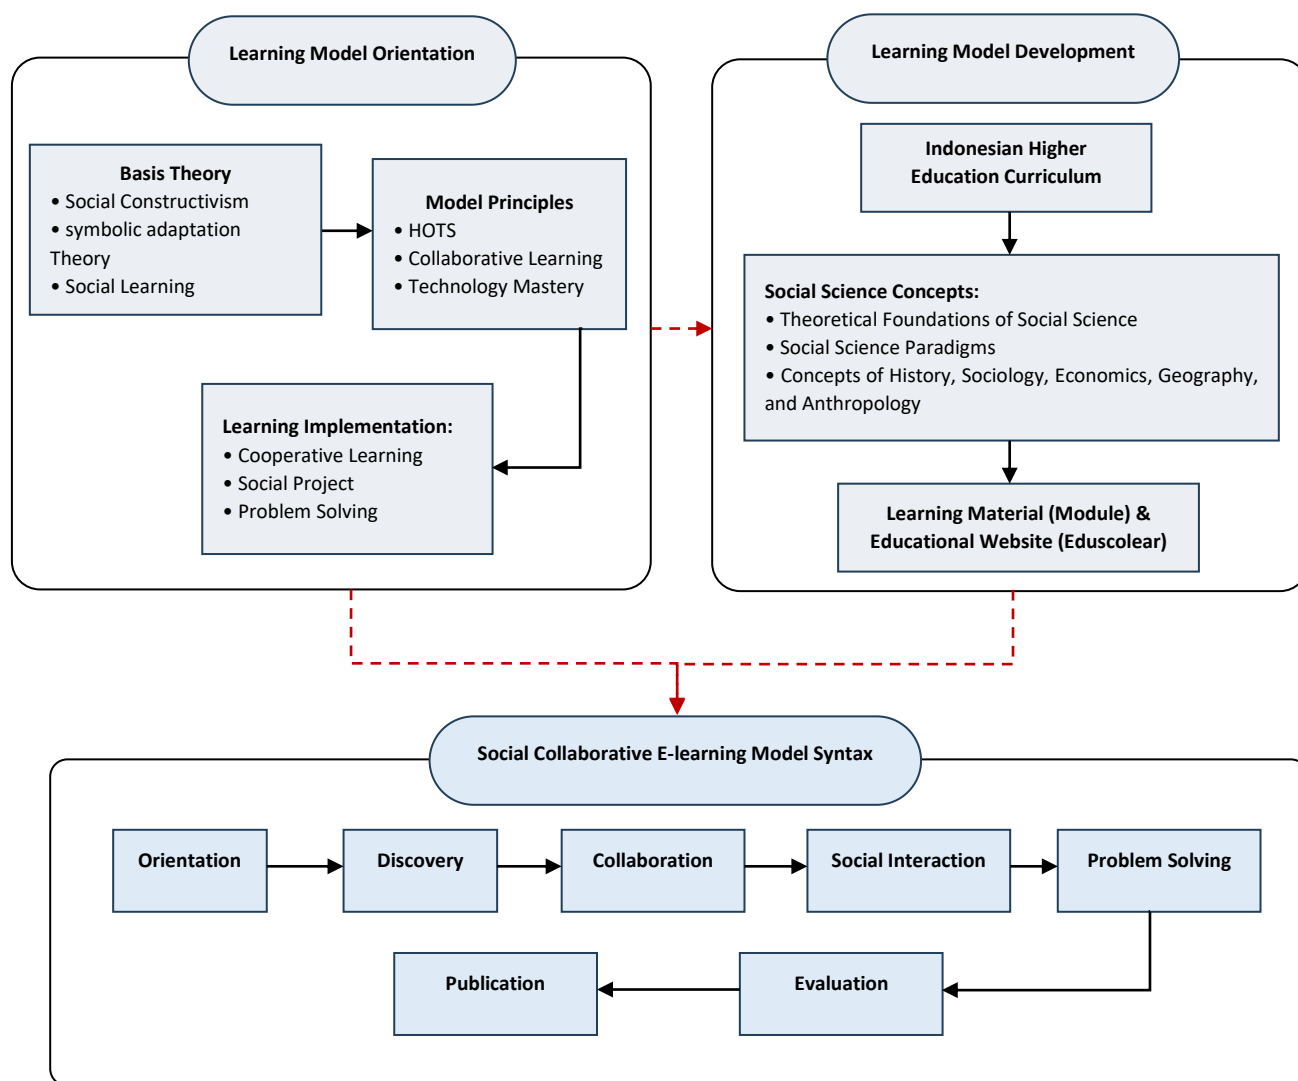 Learning Model Orientation
Basis Theory
• Social Constructivism
• symbolic adaptation
Theory
• Social Learning
Model Principles
• HOTS
• Collaborative Learning
• Technology Mastery
Learning Implementation:
• Cooperative Learning
• Social Project
• Problem Solving
Learning Model Development
Indonesian Higher
Education Curriculum
Social Science Concepts:
• Theoretical Foundations of Social Science
• Social Science Paradigms
• Concepts of History, Sociology, Economics, Geography,
and Anthropology
Learning Material (Module) &
Educational Website (Eduscolear)
Social Collaborative E-learning Model Syntax
Orientation
Discovery
Collaboration
Social Interaction
Problem Solving
Evaluation
Publication